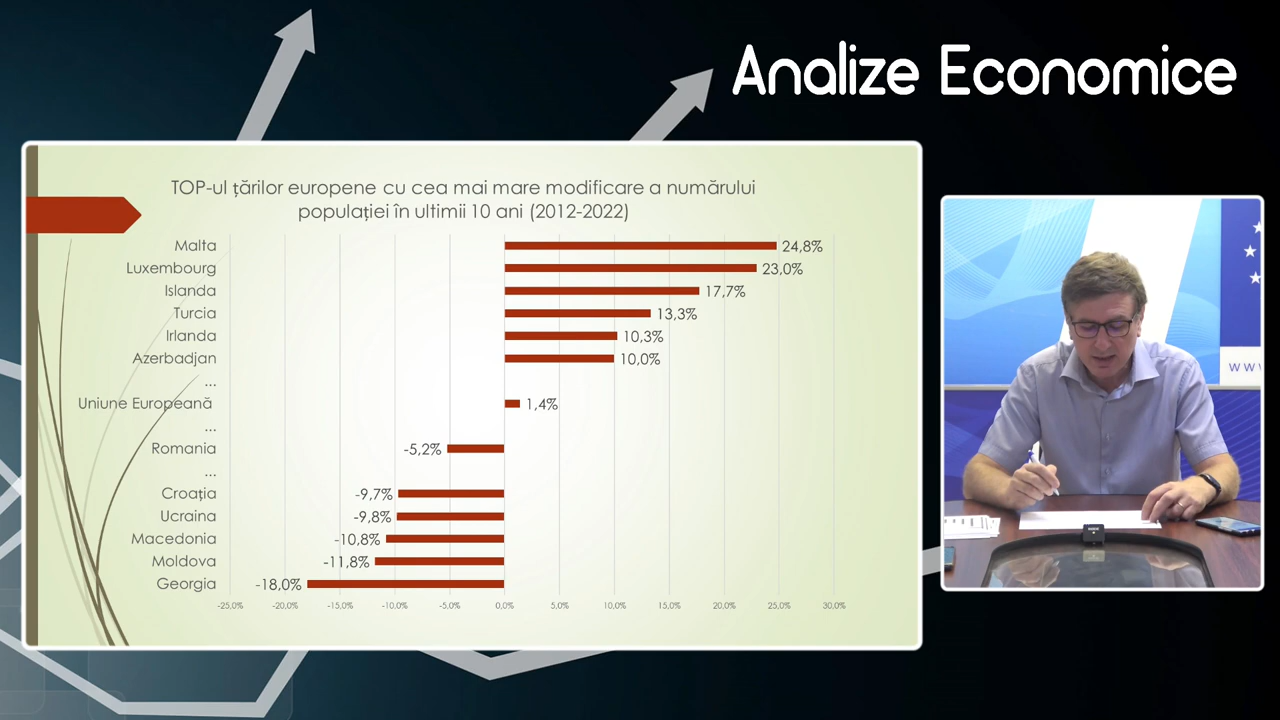 Analize Economice
TOP-ul țărilor europene cu cea mai mare modificare a numărului
populației în ultimii 10 ani (2012-2022)
Malta 24,8%
Luxembourg 23,0%
Islanda 17,7%
Turcia 13,3%
Irlanda 10,3%
Azerbadjan 10,0%
...
Uniune Europeană 1,4%
...
Romania -5,2%
...
Croația -9,7%
Ucraina -9,8%
Macedonia -10,8%
Moldova -11,8%
Georgia -18,0%
-25,0% -20,0% -15,0% -10,0% -5,0% 0,0% 5,0% 10,0% 15,0% 20,0% 25,0% 30,0%